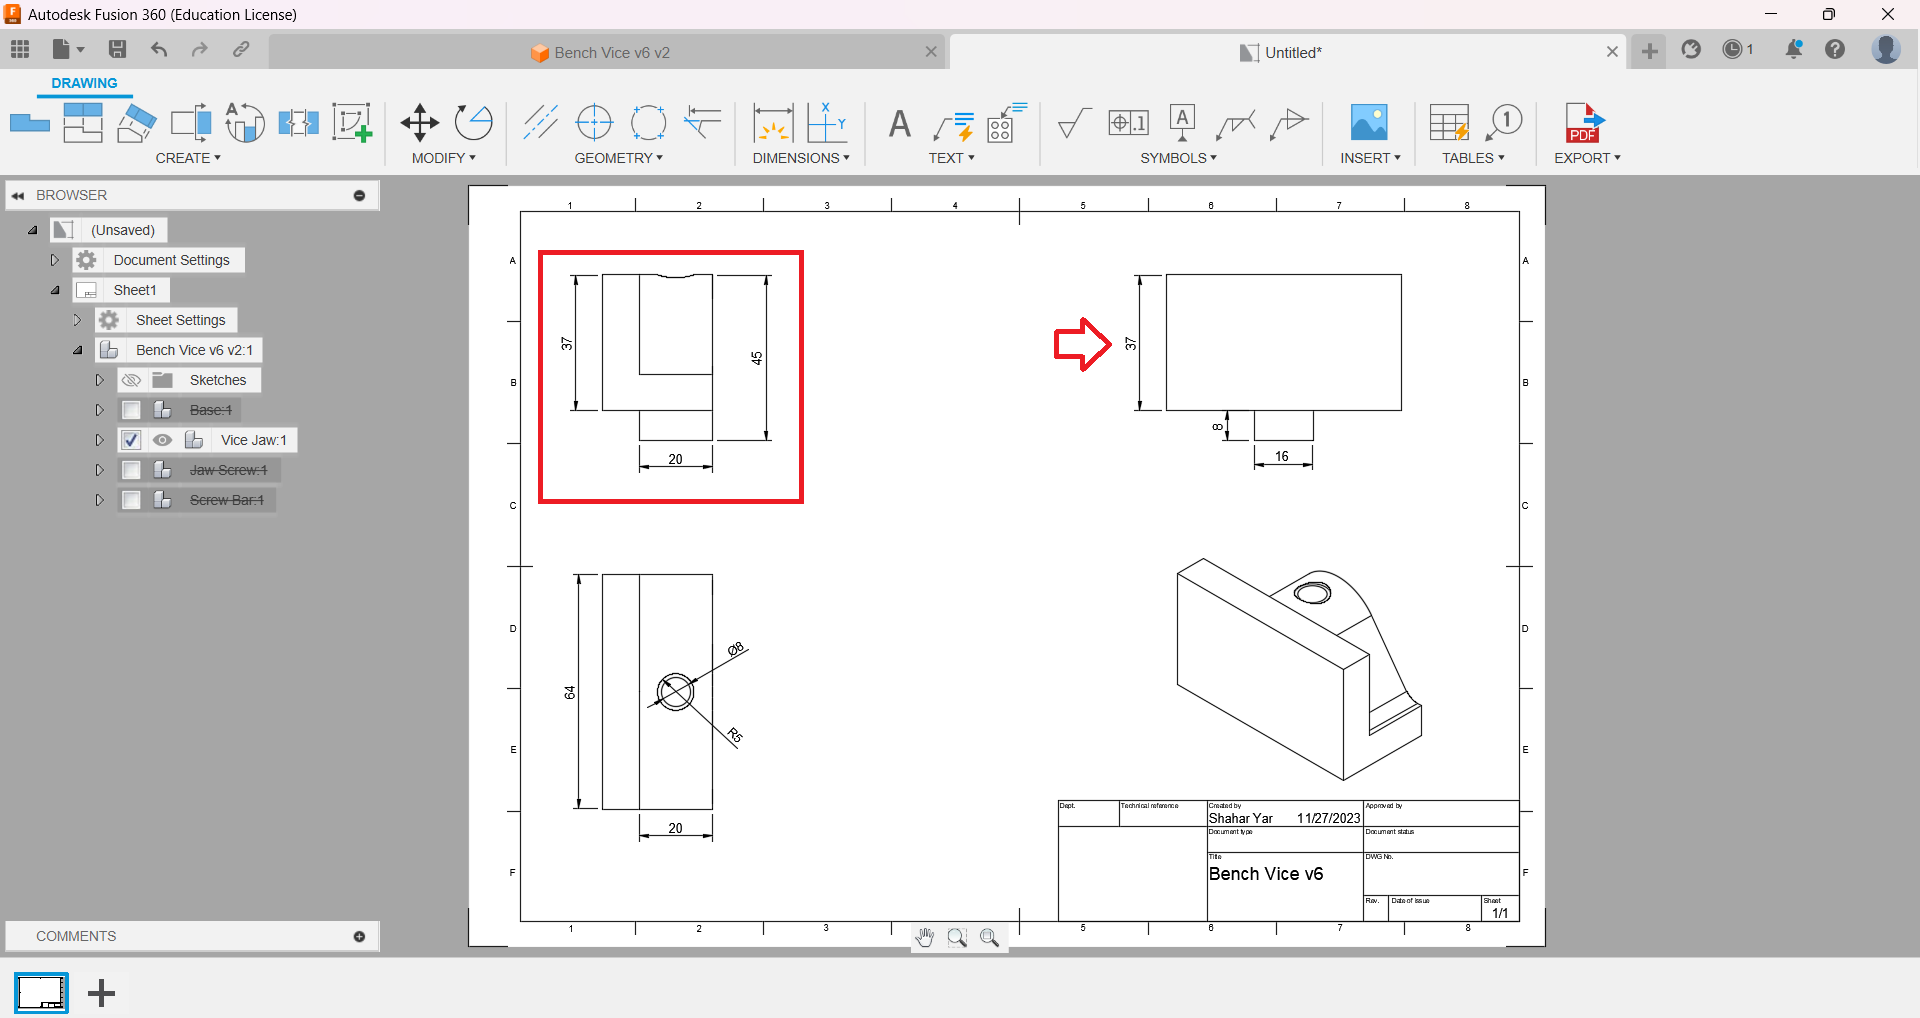 Autodesk Fusion 360 (Education License)
Bench Vice v6 v2
Untitled*
1
DRAWING
CREATE
MODIFY
GEOMETRY
DIMENSIONS
TEXT
SYMBOLS
INSERT
TABLES
EXPORT
BROWSER
(Unsaved)
Document Settings
Sheet1
Sheet Settings
Bench Vice v6 v2:1
Sketches
Base:1
Vice Jaw:1
Jaw Screw:1
Screw Bar:1
COMMENTS
1 2 3 4 5 6 7 8
A A
B B
C C
D D
E E
F F
37
45
20
37
8
16
64
Ø8
R5
20
Dept.
Technical reference
Created by
Shahar Yar 11/27/2023
Approved by
Document type
Document status
Title
Bench Vice v6
DWG No.
Rev.
Date of issue
Sheet
1/1
1 2 3 5 6 7 8